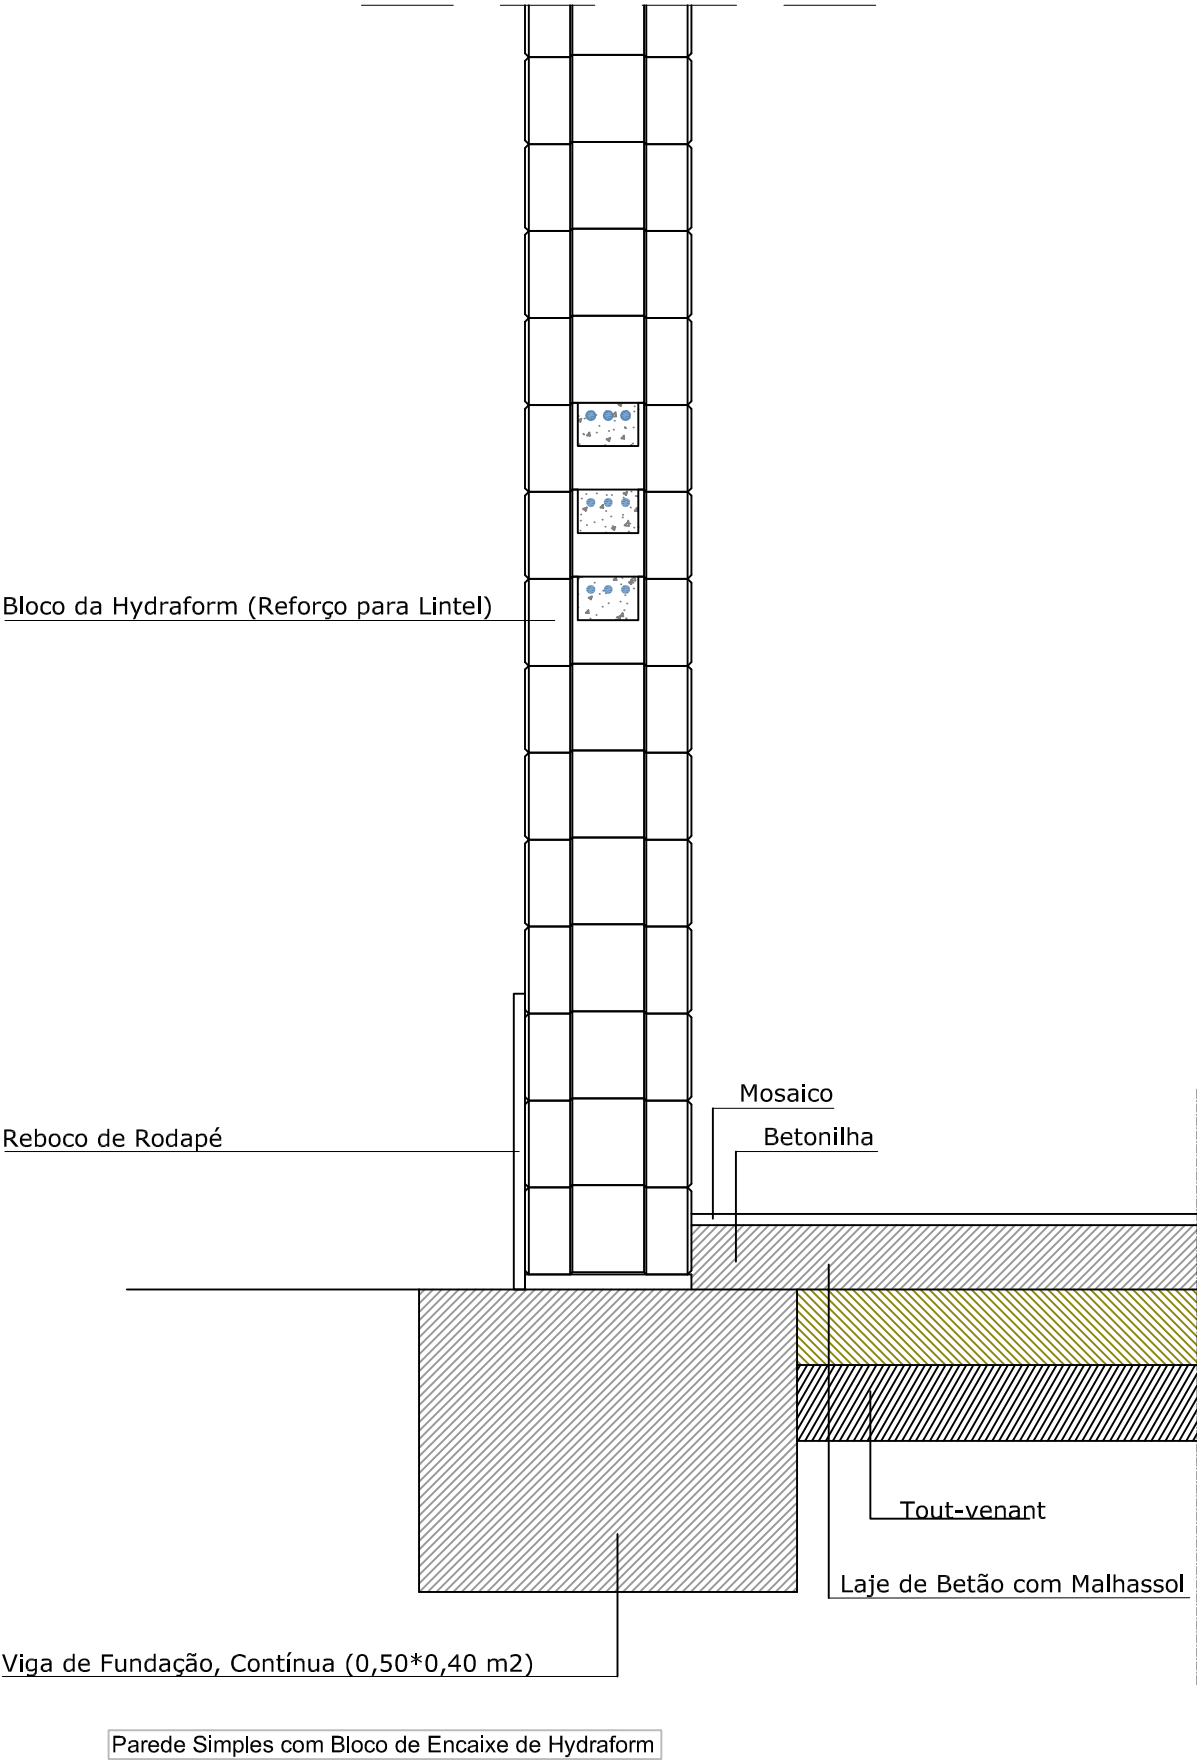 Bloco da Hydraform (Reforço para Lintel)
Mosaico
Reboco de Rodapé
Betonilha
Tout-venant
Laje de Betão com Malhassol
Viga de Fundação, Contínua (0,50*0,40 m2)
Parede Simples com Bloco de Encaixe de Hydraform